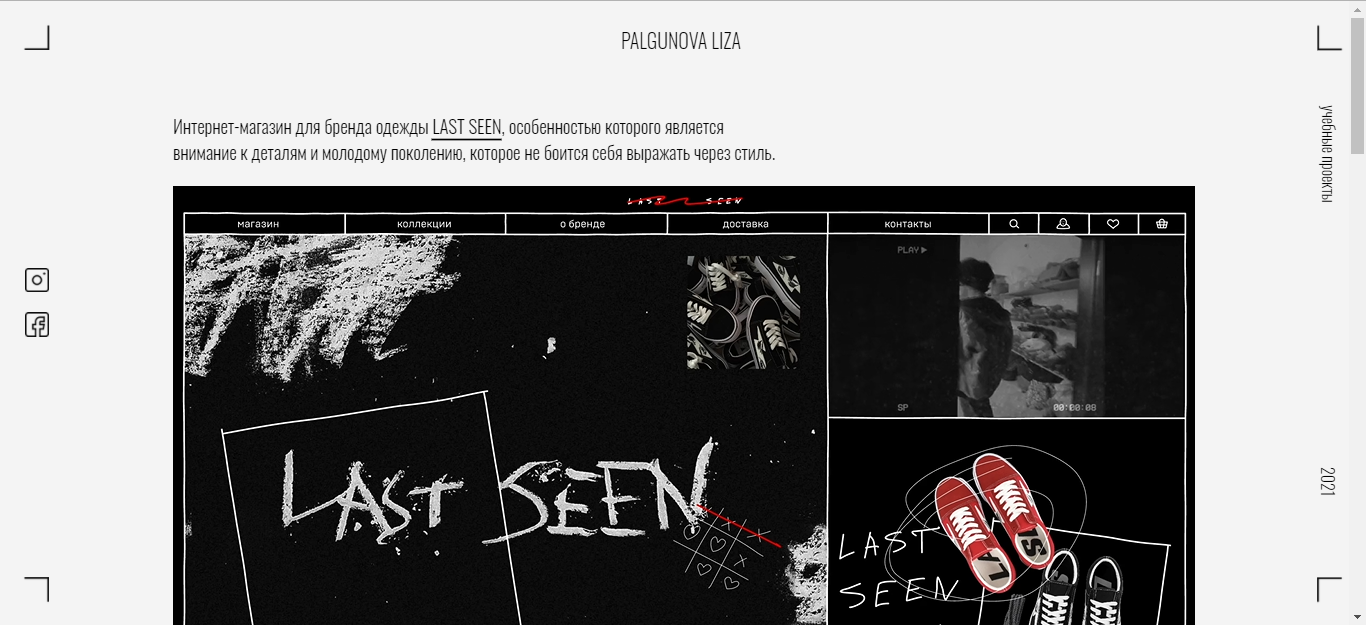 PALGUNOVA LIZA
Интернет-магазин для бренда одежды LAST SEEN, особенностью которого является
внимание к деталям и молодому поколению, которое не боится себя выражать через стиль.
учебные проекты
2021
LAST SEEN
магазин
коллекции
о бренде
доставка
контакты
PLAY
SP
00:00:08
LAST SEEN
LAST
SEEN